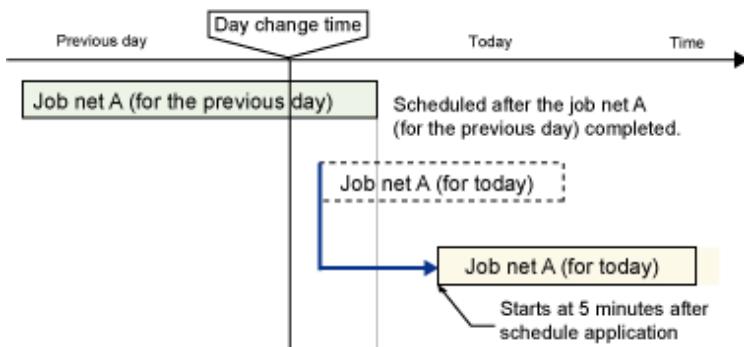 Day change time
Previous day
Today
Time
Job net A (for the previous day)
Scheduled after the job net A
(for the previous day) completed.
Job net A (for today)
Job net A (for today)
Starts at 5 minutes after
schedule application